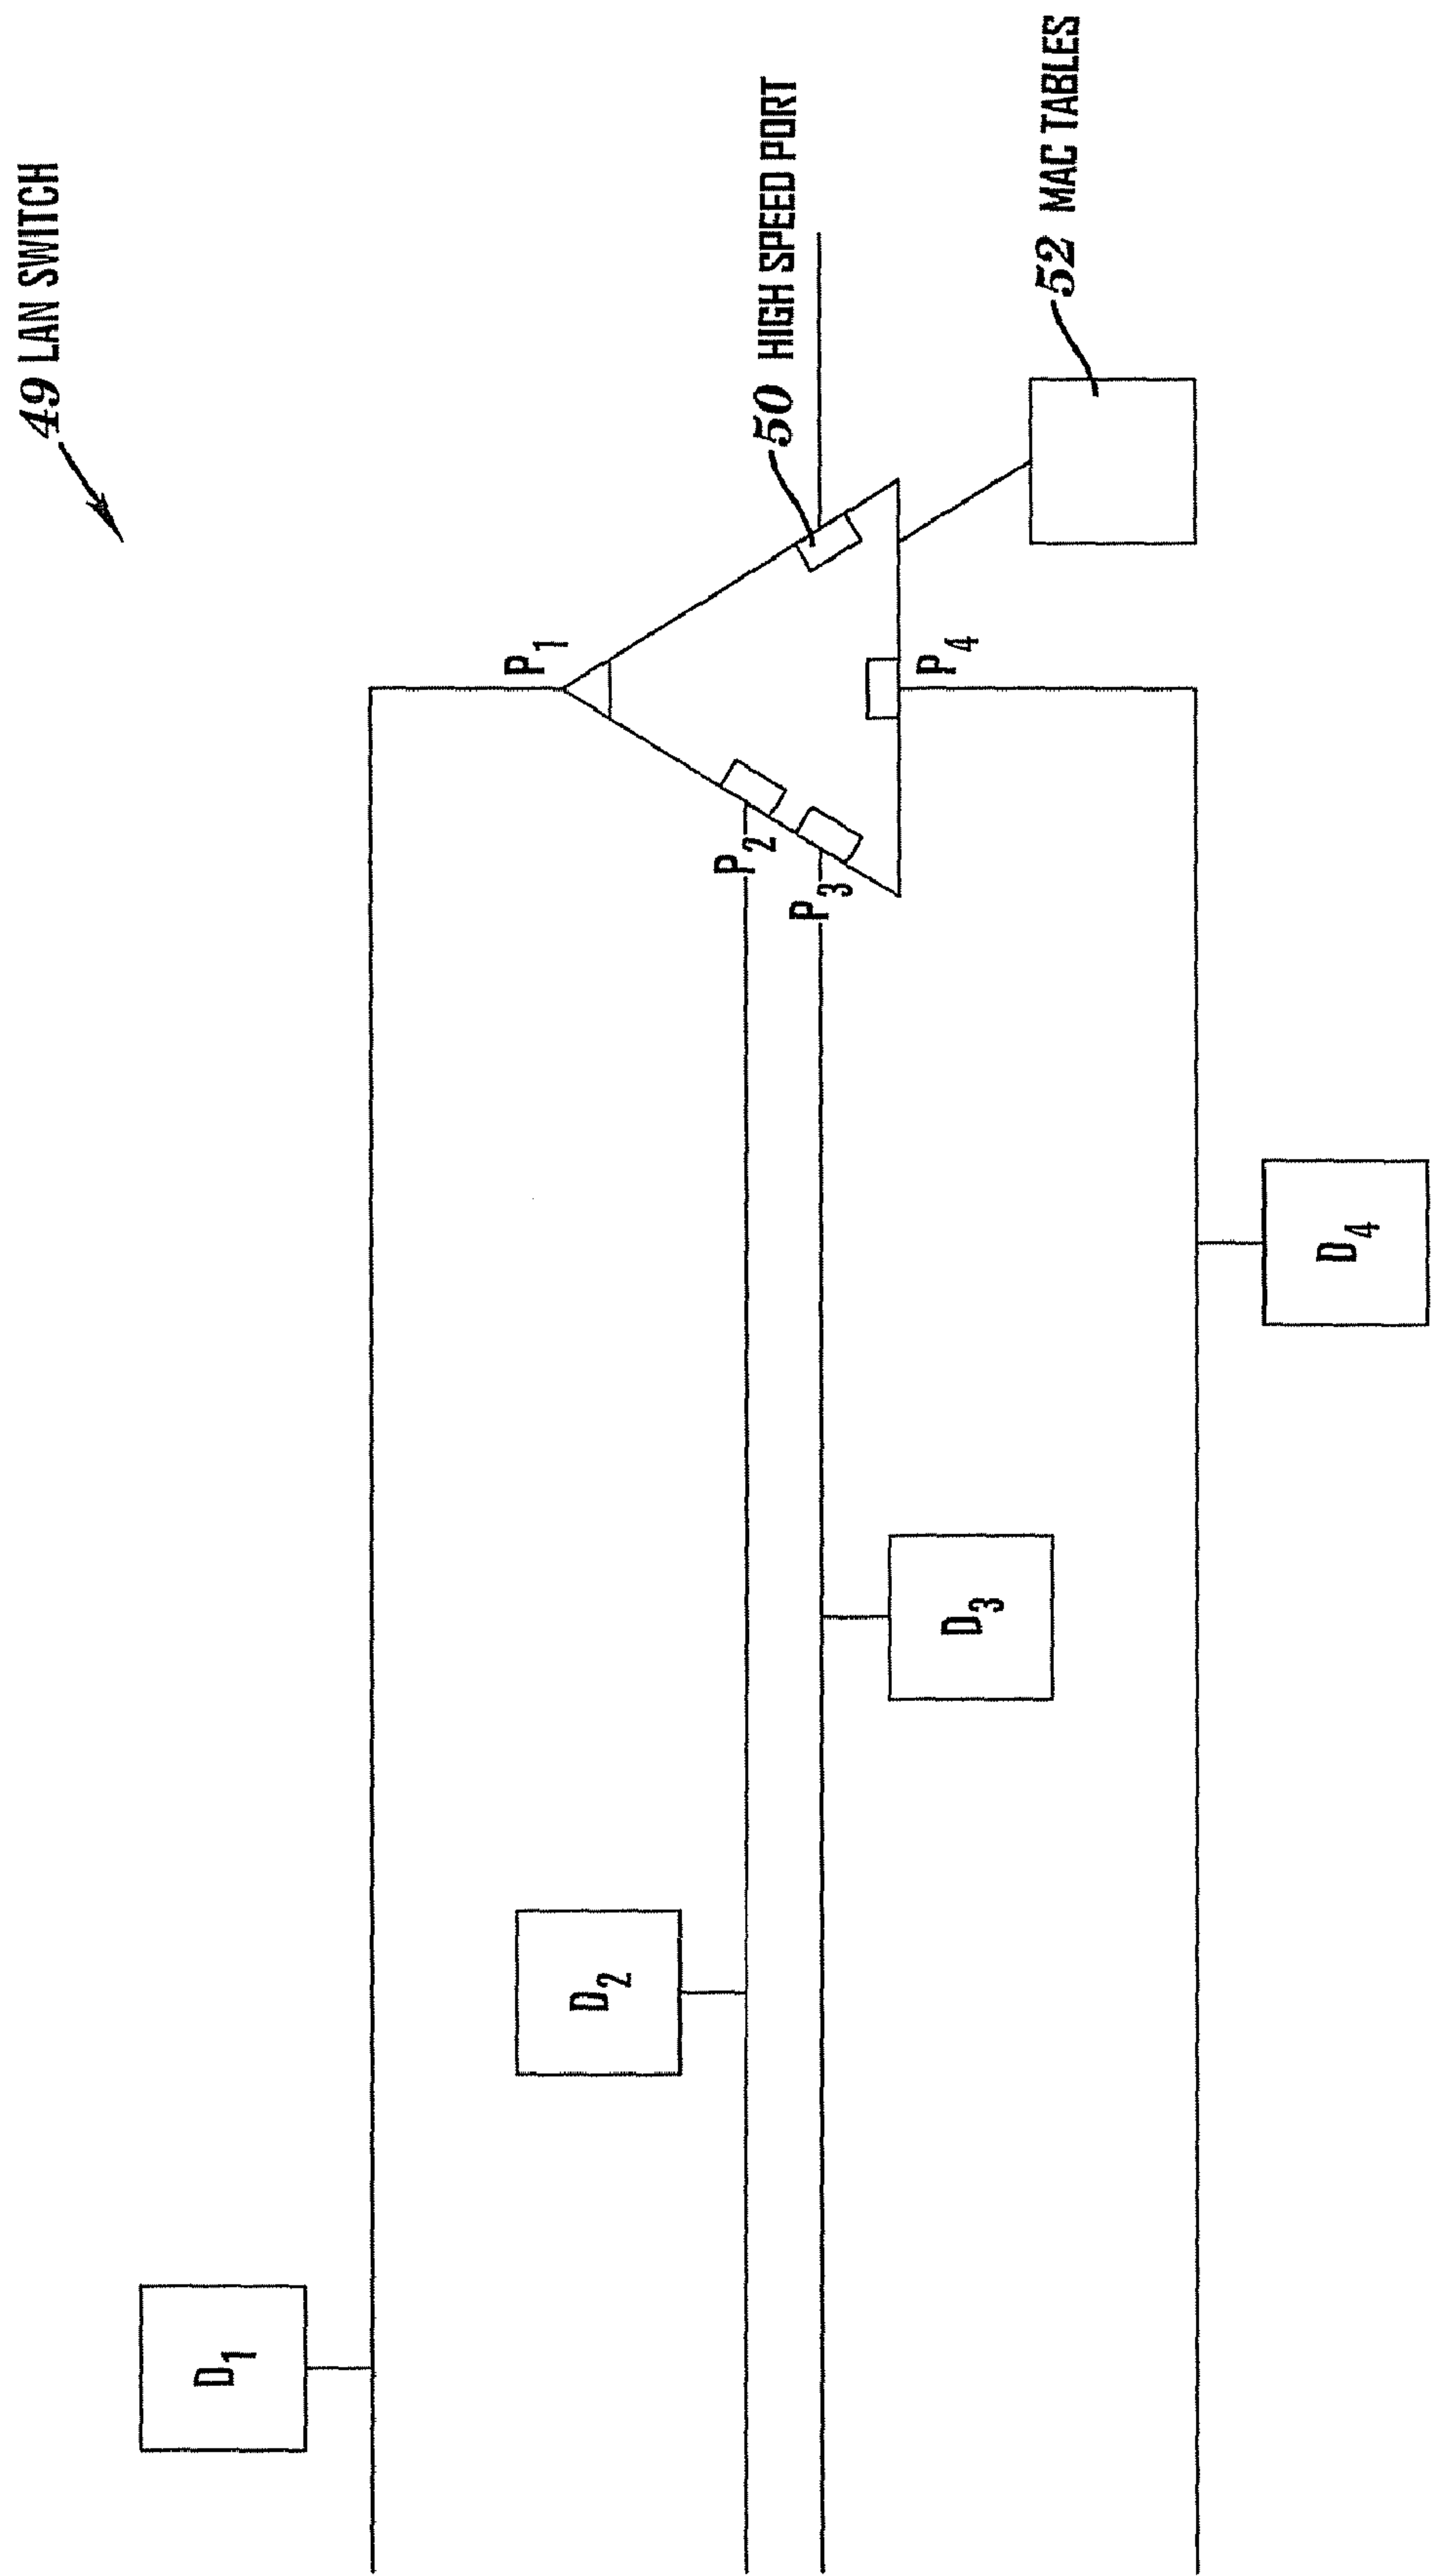 49 LAN SWITCH
50 HIGH SPEED PORT
52 MAC TABLES
P1
P2
P3
P4
D1
D2
D3
D4